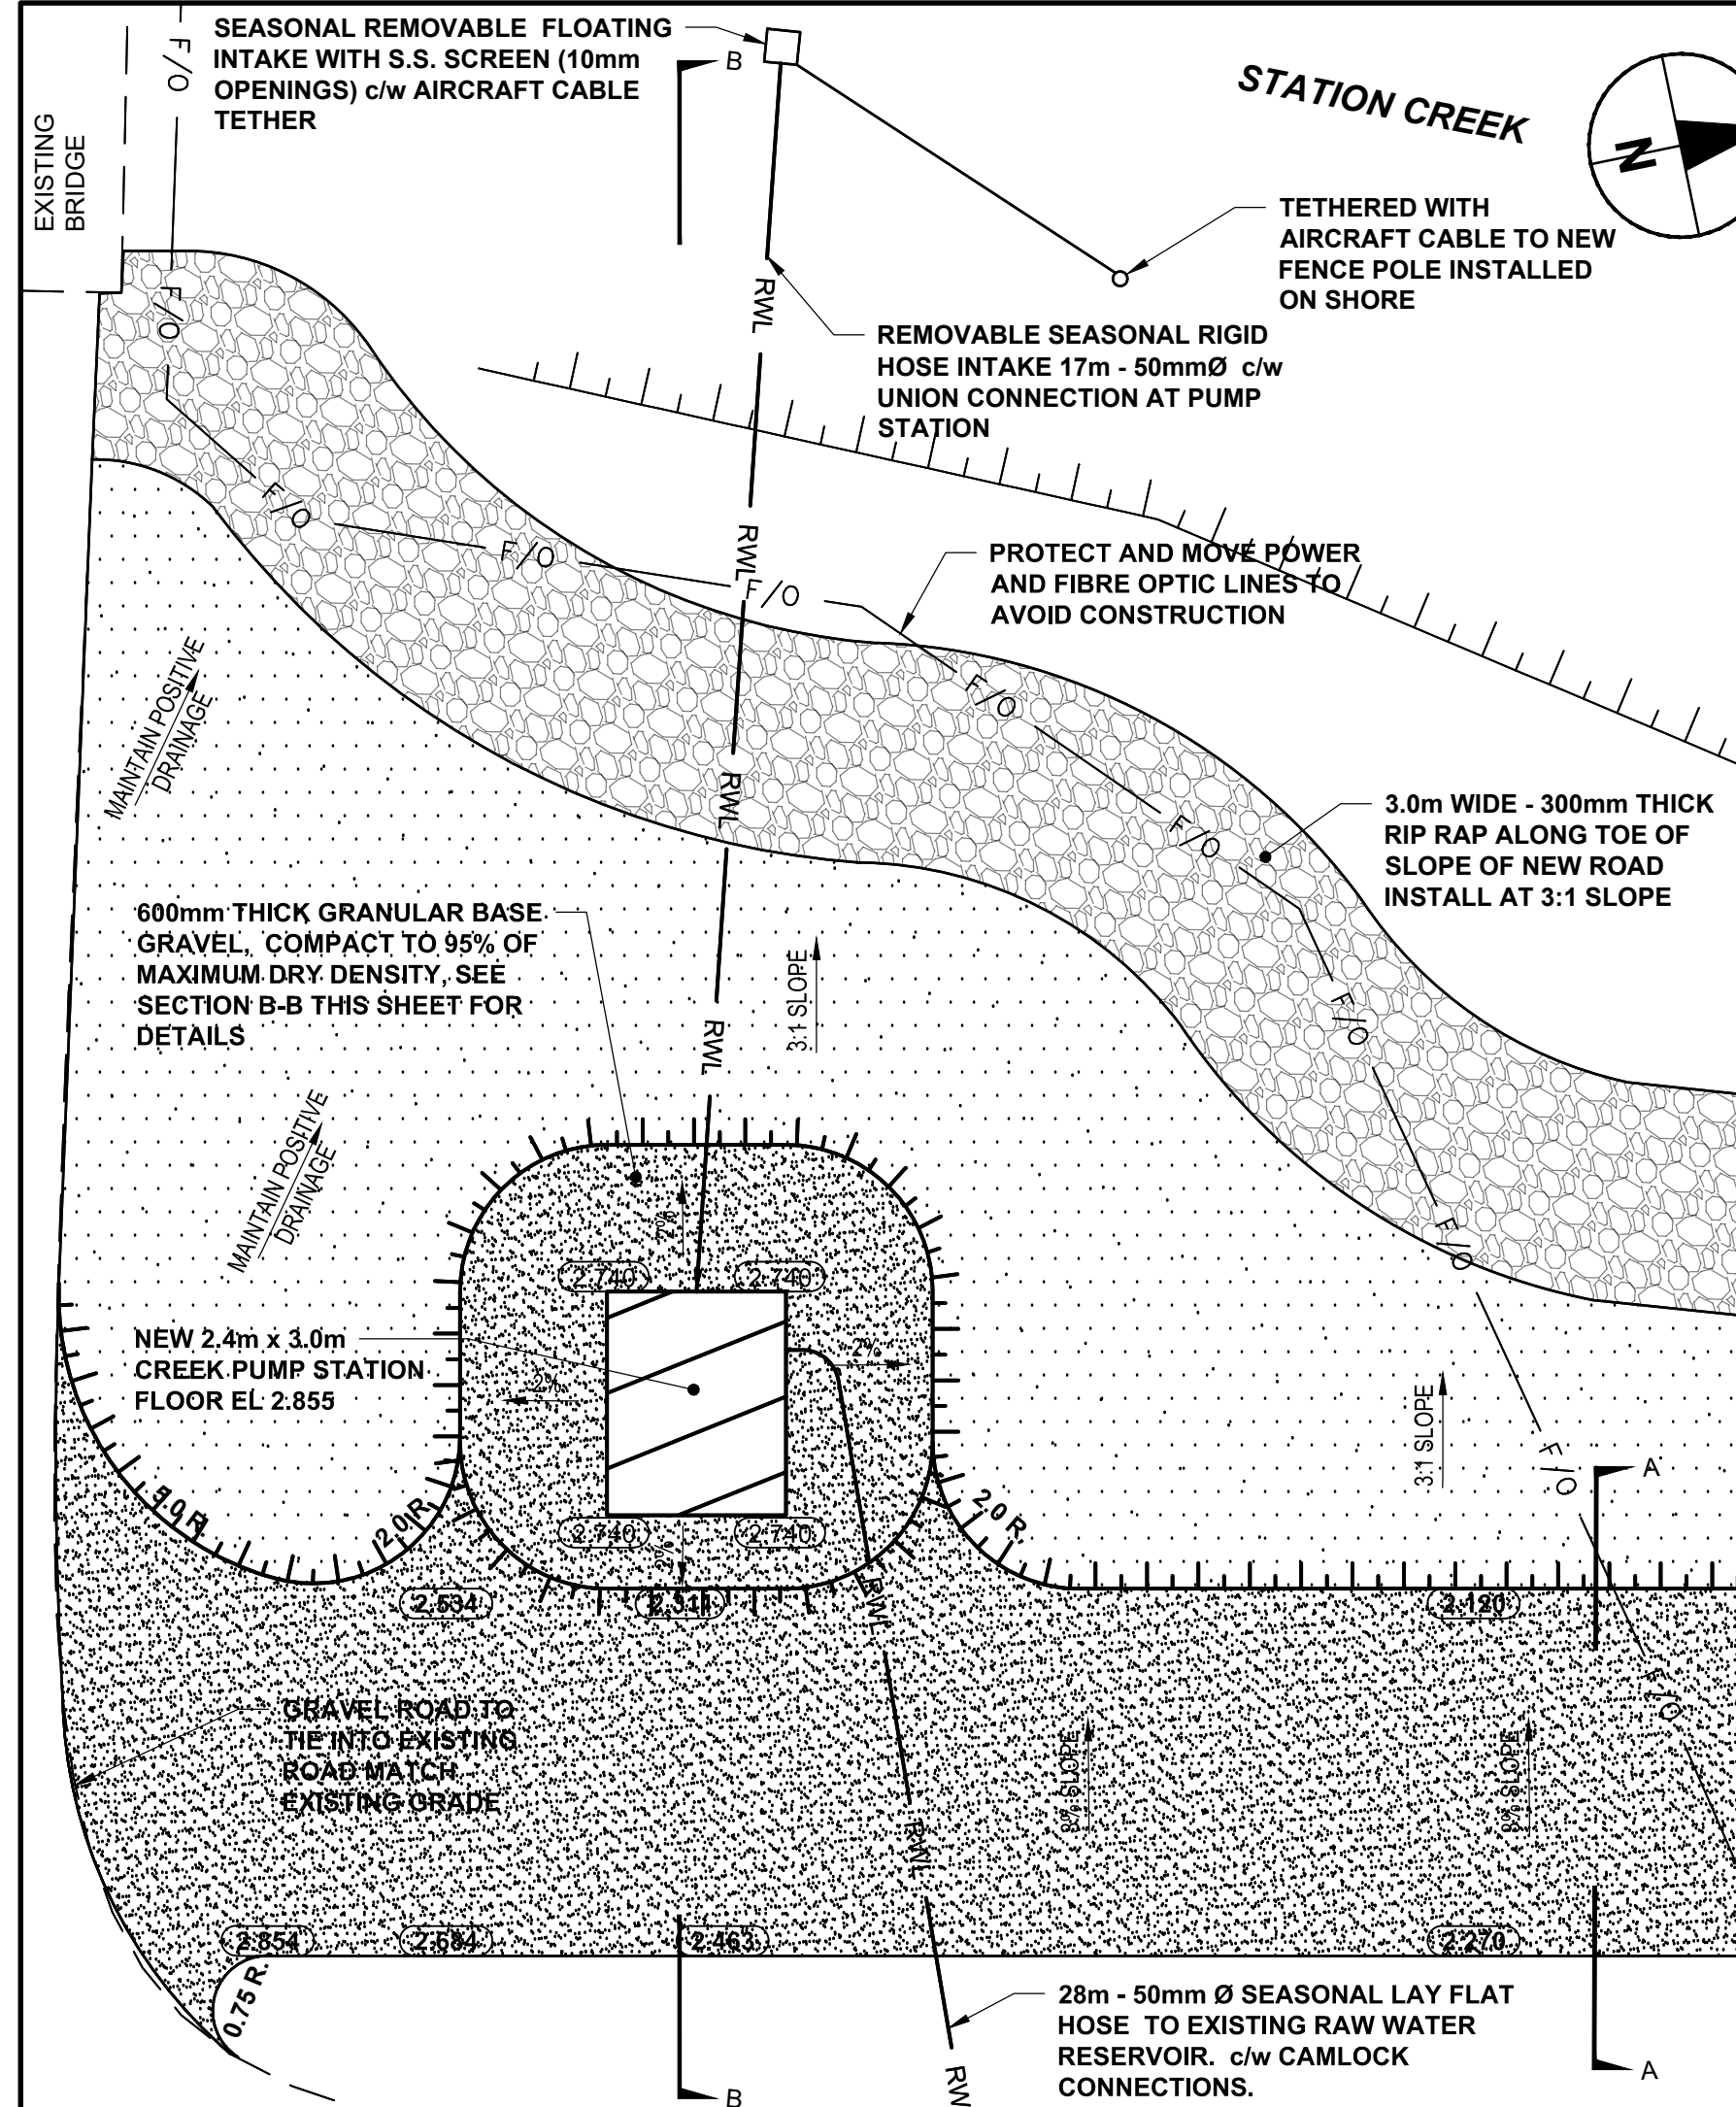 SEASONAL REMOVABLE FLOATING
INTAKE WITH S.S. SCREEN (10mm
OPENINGS) c/w AIRCRAFT CABLE
TETHER
EXISTING
BRIDGE
F/O
B
STATION CREEK
N
TETHERED WITH
AIRCRAFT CABLE TO NEW
FENCE POLE INSTALLED
ON SHORE
RWL
F/O
REMOVABLE SEASONAL RIGID
HOSE INTAKE 17m - 50mmØ c/w
UNION CONNECTION AT PUMP
STATION
F/O
F/O
RWL
F/O
PROTECT AND MOVE POWER
AND FIBRE OPTIC LINES TO
AVOID CONSTRUCTION
F/O
MAINTAIN POSITIVE
DRAINAGE
RWL
F/O
3.0m WIDE - 300mm THICK
RIP RAP ALONG TOE OF
SLOPE OF NEW ROAD
INSTALL AT 3:1 SLOPE
600mm THICK GRANULAR BASE
GRAVEL, COMPACT TO 95% OF
MAXIMUM DRY DENSITY, SEE
SECTION B-B THIS SHEET FOR
DETAILS
3:1 SLOPE
RWL
F/O
MAINTAIN POSITIVE
DRAINAGE
2%
F/O
2.740
2.740
NEW 2.4m x 3.0m
CREEK PUMP STATION
FLOOR EL 2.855
2%
2%
3:1 SLOPE
F/O
A
2.0 R.
2.0 R.
2.740
2.740
2%
2.534
2.311
RWL
2.120
GRAVEL ROAD TO
TIE INTO EXISTING
ROAD MATCH
EXISTING GRADE
F/O
8% SLOPE
8% SLOPE
RWL
2.854
2.684
2.463
2.270
0.75 R.
28m - 50mm Ø SEASONAL LAY FLAT
HOSE TO EXISTING RAW WATER
RESERVOIR. c/w CAMLOCK
CONNECTIONS.
RW
B
A